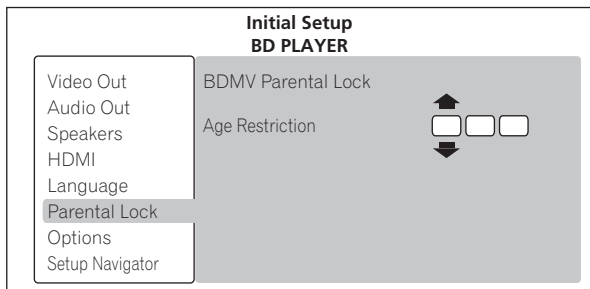 Initial Setup
BD PLAYER
Video Out
Audio Out
Speakers
HDMI
Language
Parental Lock
Options
Setup Navigator
BDMV Parental Lock
Age Restriction